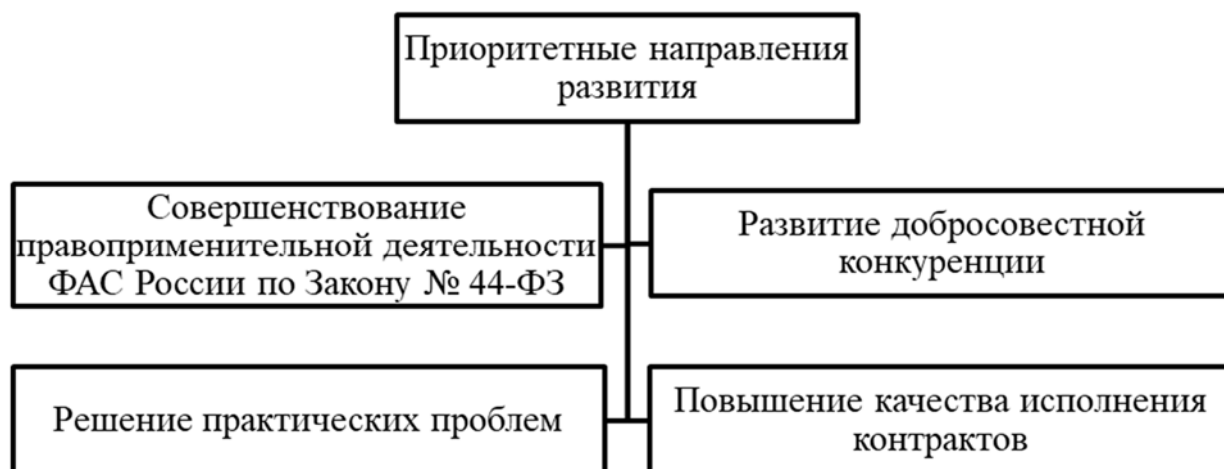 Приоритетные направления
развития
Совершенствование
правоприменительной деятельности
ФАС России по Закону № 44-ФЗ
Развитие добросовестной
конкуренции
Решение практических проблем
Повышение качества исполнения
контрактов